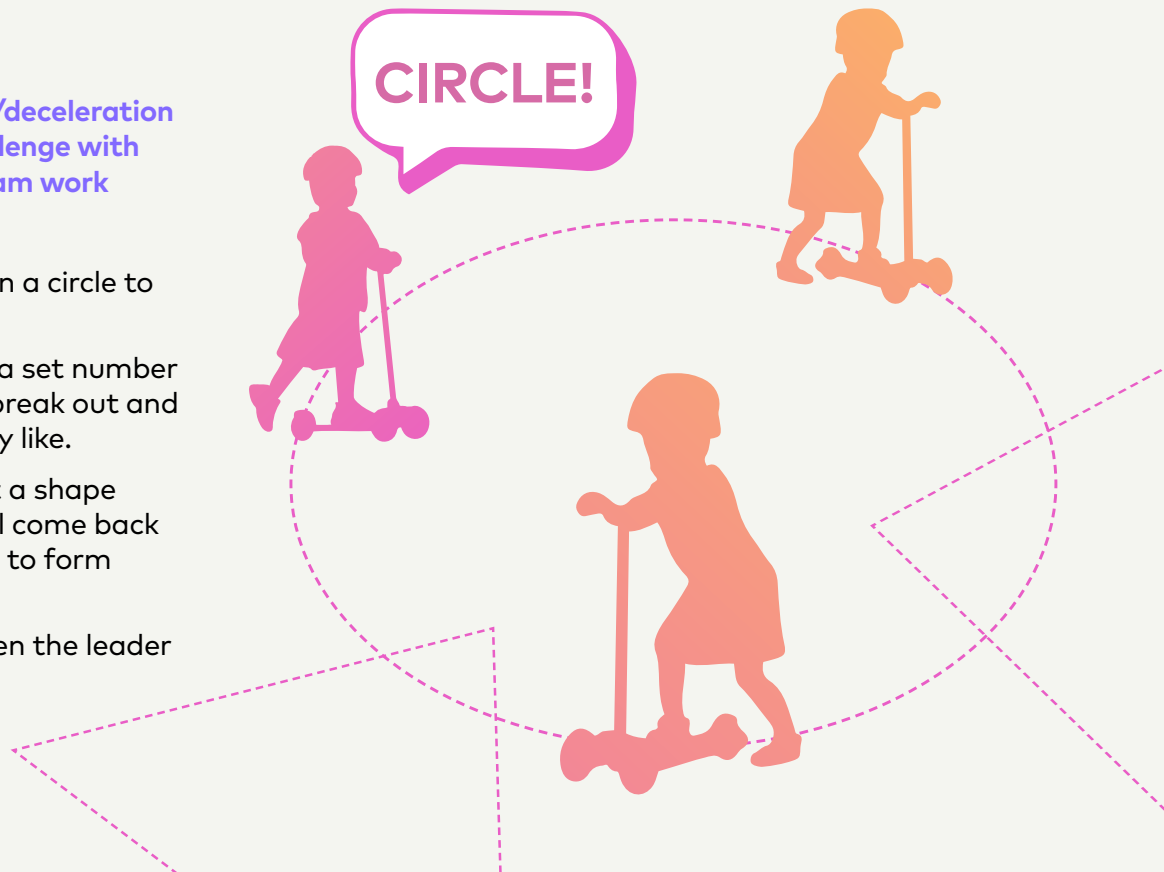 CIRCLE!
/deceleration
lenge with
am work
n a circle to
a set number
break out and
y like.
t a shape
l come back
to form
en the leader